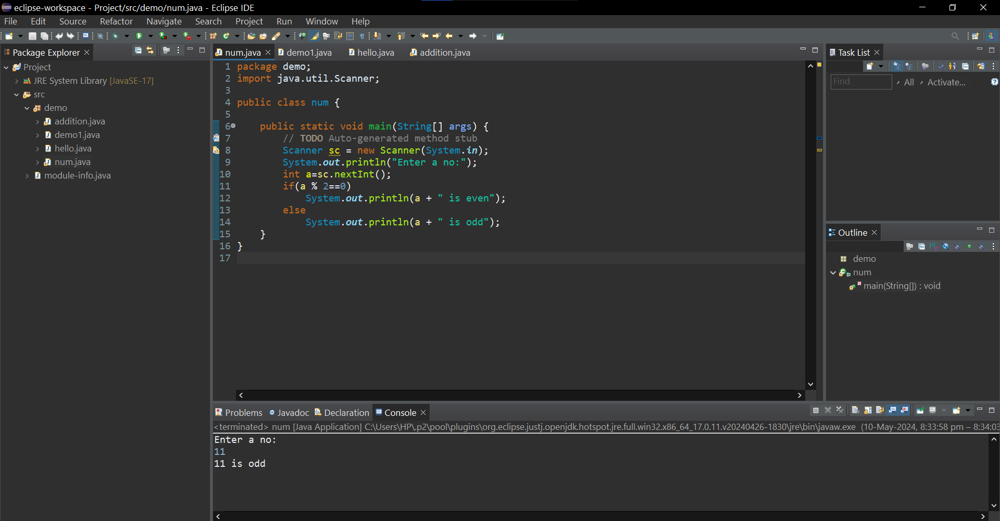 eclipse-workspace - Project/src/demo/num.java - Eclipse IDE
File Edit Source Refactor Navigate Search Project Run Window Help
Package Explorer
Project
JRE System Library [JavaSE-17]
src
demo
addition.java
demo1.java
hello.java
num.java
module-info.java
num.java demo1.java hello.java addition.java
1 package demo;
2 import java.util.Scanner;
3
4 public class num {
5
6 public static void main(String[] args) {
7 // TODO Auto-generated method stub
8 Scanner sc = new Scanner(System.in);
9 System.out.println("Enter a no:");
10 int a=sc.nextInt();
11 if(a % 2==0)
12 System.out.println(a + " is even");
13 else
14 System.out.println(a + " is odd");
15 }
16 }
17
Task List
Find All Activate...
Outline
demo
num
main(String[]) : void
Problems Javadoc Declaration Console
<terminated> num [Java Application] C:\Users\HP\.p2\pool\plugins\org.eclipse.justj.openjdk.hotspot.jre.full.win32.x86_64_17.0.11.v20240426-1830\jre\bin\javaw.exe (10-May-2024, 8:33:58 pm – 8:34:03
Enter a no:
11
11 is odd